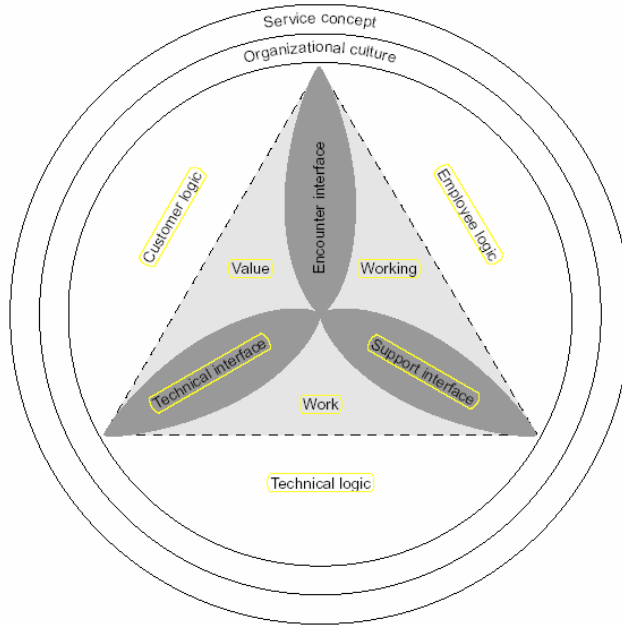 Service concept
Organizational culture
Customer logic
Employee logic
Encounter interface
Value
Working
Technical interface
Support interface
Work
Technical logic